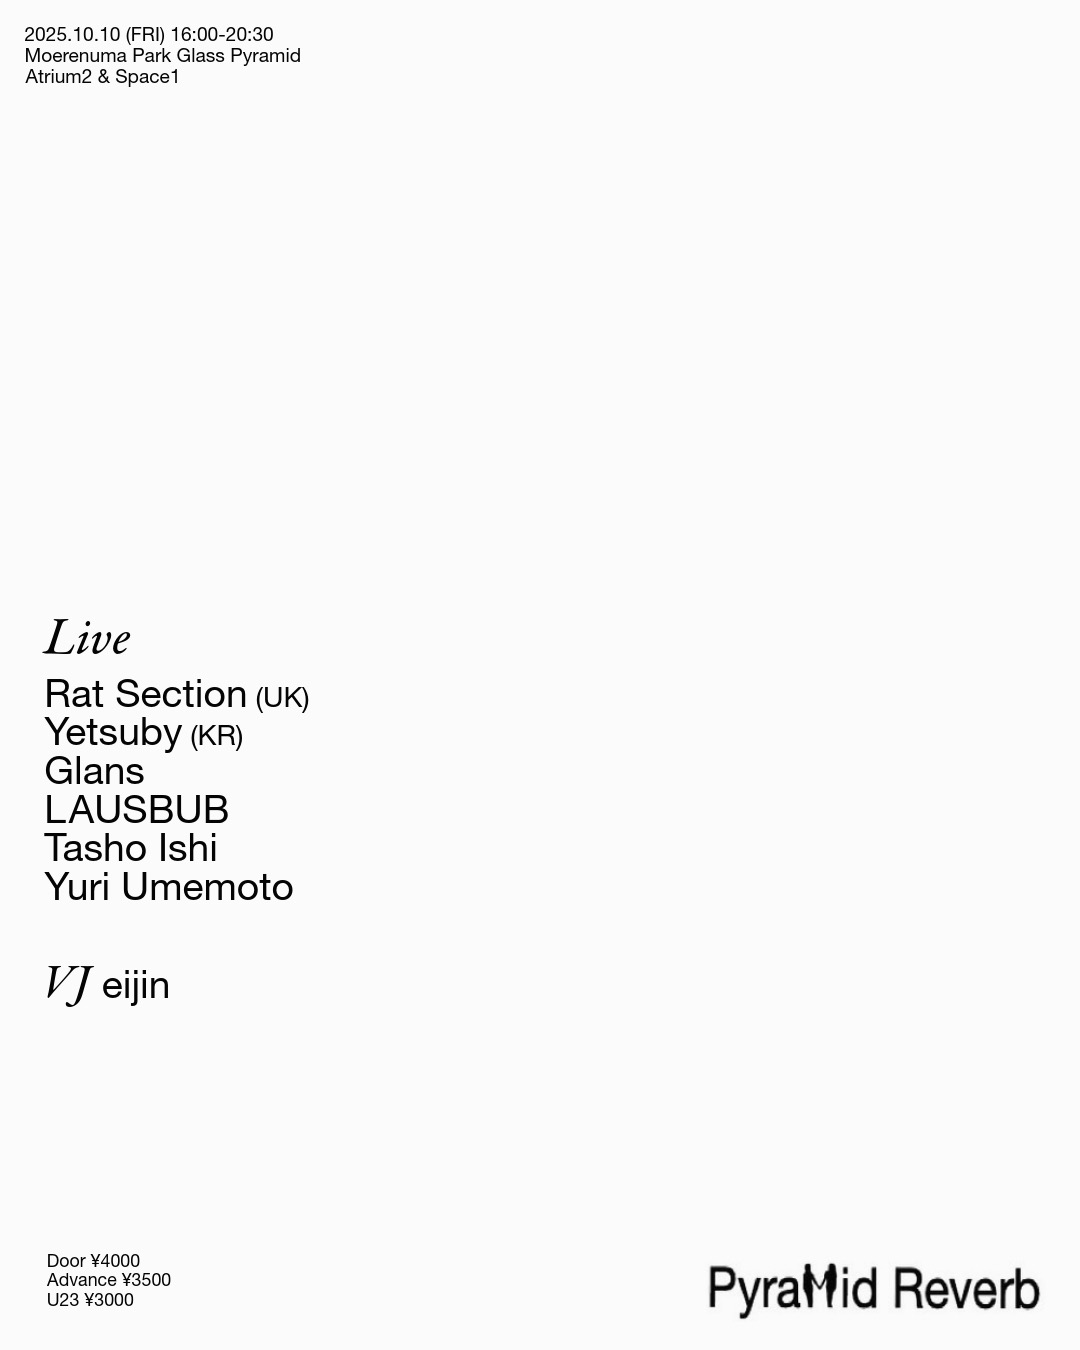 2025.10.10 (FRI) 16:00-20:30
Moerenuma Park Glass Pyramid
Atrium2 & Space1
Live
Rat Section (UK)
Yetsuby (KR)
Glans
LAUSBUB
Tasho Ishi
Yuri Umemoto
VJ eijin
Door ¥4000
Advance ¥3500
U23 ¥3000
PyraMid Reverb